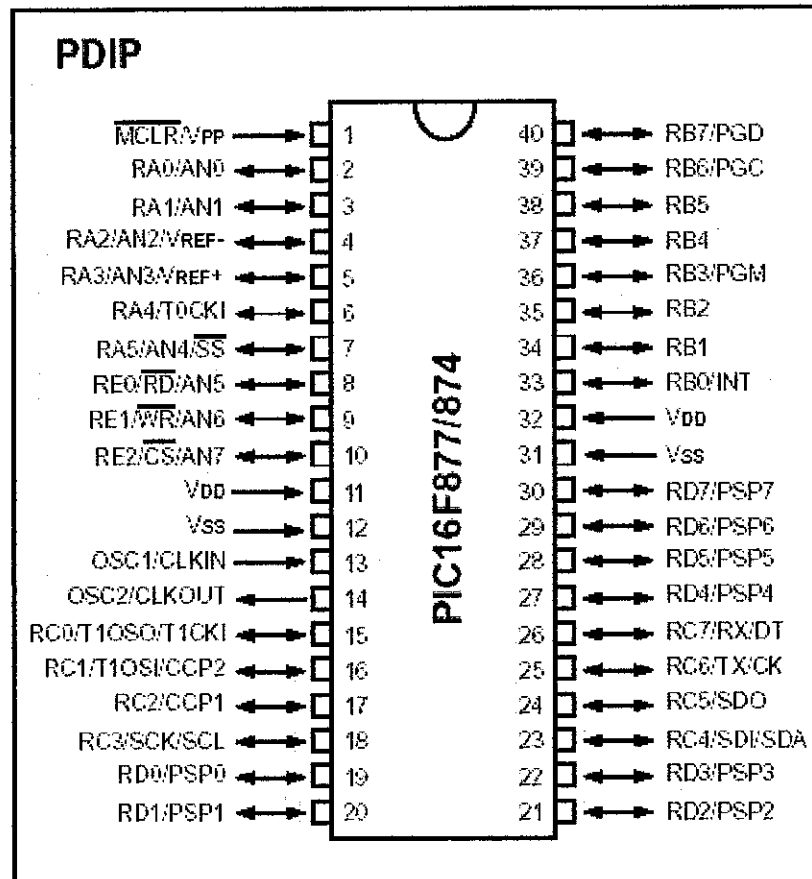 PDIP
MCLR/VPP 1 40 RB7/PGD
RA0/AN0 2 39 RB6/PGC
RA1/AN1 3 38 RB5
RA2/AN2/VREF- 4 37 RB4
RA3/AN3/VREF+ 5 36 RB3/PGM
RA4/T0CKI 6 35 RB2
RA5/AN4/SS 7 34 RB1
RE0/RD/AN5 8 33 RB0/INT
RE1/WR/AN6 9 32 VDD
RE2/CS/AN7 10 31 VSS
VDD 11 30 RD7/PSP7
VSS 12 29 RD6/PSP6
OSC1/CLKIN 13 28 RD5/PSP5
OSC2/CLKOUT 14 27 RD4/PSP4
RC0/T1OSO/T1CKI 15 26 RC7/RX/DT
RC1/T1OSI/CCP2 16 25 RC6/TX/CK
RC2/CCP1 17 24 RC5/SDO
RC3/SCK/SCL 18 23 RC4/SDI/SDA
RD0/PSP0 19 22 RD3/PSP3
RD1/PSP1 20 21 RD2/PSP2
PIC16F877/874